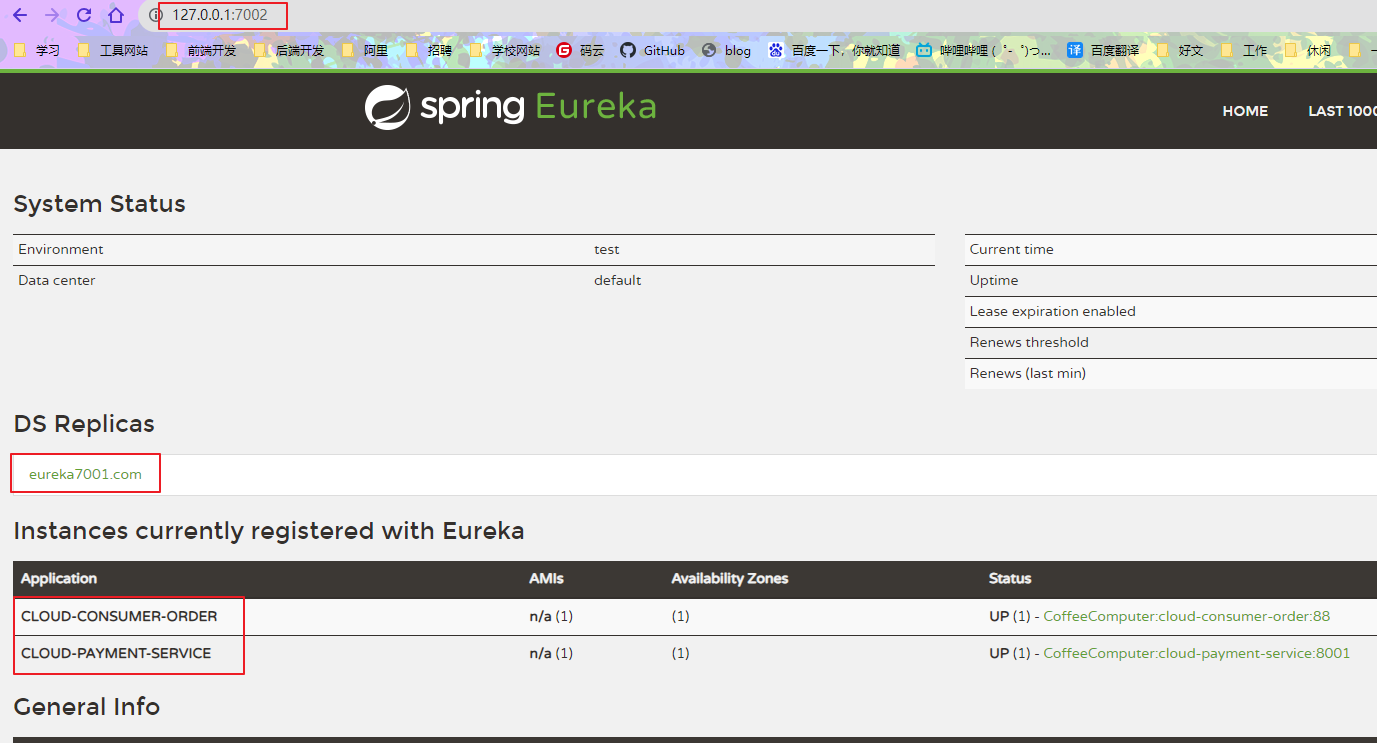 127.0.0.1:7002
学习 工具网站 前端开发 后端开发 阿里 招聘 学校网站 码云 GitHub blog 百度一下，你就知道 哔哩哔哩 ( ゜- ゜)つ... 百度翻译 好文 工作 休闲
spring Eureka HOME LAST 1000
System Status
Environment test Current time
Data center default Uptime
Lease expiration enabled
Renews threshold
Renews (last min)
DS Replicas
eureka7001.com
Instances currently registered with Eureka
Application AMIs Availability Zones Status
CLOUD-CONSUMER-ORDER n/a (1) (1) UP (1) - CoffeeComputer:cloud-consumer-order:88
CLOUD-PAYMENT-SERVICE n/a (1) (1) UP (1) - CoffeeComputer:cloud-payment-service:8001
General Info